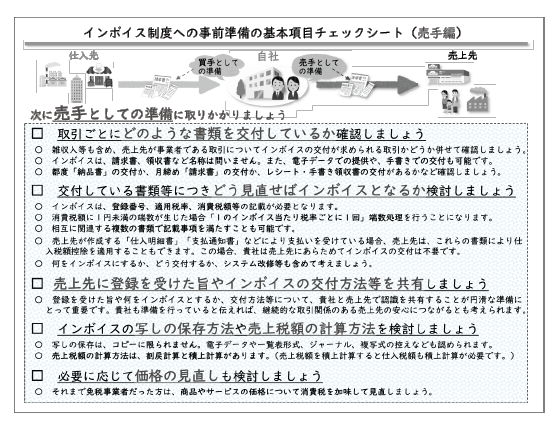 インボイス制度への事前準備の基本項目チェックシート（売手編）
仕入先
買手として
の準備
自社
売手として
の準備
売上先
次に売手としての準備に取りかかりましょう
□ 取引ごとにどのような書類を交付しているか確認しましょう
○ 雑収入等も含め、売上先が事業者である取引についてインボイスの交付が求められる取引かどうか併せて確認しましょう。
○ インボイスは、請求書、領収書など名称は問いません。また、電子データでの提供や、手書きでの交付も可能です。
○ 都度「納品書」の交付か、月締め「請求書」の交付か、レシート・手書き領収書の交付があるかなど確認しましょう。
□ 交付している書類等につきどう見直せばインボイスとなるか検討しましょう
○ インボイスは、登録番号、適用税率、消費税額等の記載が必要となります。
○ 消費税額に１円未満の端数が生じた場合「１のインボイス当たり税率ごとに１回」端数処理を行うことになります。
○ 相互に関連する複数の書類で記載事項を満たすことも可能です。
○ 売上先が作成する「仕入明細書」「支払通知書」などにより支払いを受けている場合、売上先は、これらの書類により仕
入税額控除を適用することもできます。この場合、貴社は売上先にあらためてインボイスの交付は不要です。
○ 何をインボイスにするか、どう交付するか、システム改修等も含めて考えましょう。
□ 売上先に登録を受けた旨やインボイスの交付方法等を共有しましょう
○ 登録を受けた旨や何をインボイスとするか、交付方法等について、貴社と売上先で認識を共有することが円滑な準備に
とって重要です。貴社も準備を行っていると伝えれば、継続的な取引関係のある売上先の安心につながるとも考えられます。
□ インボイスの写しの保存方法や売上税額の計算方法を検討しましょう
○ 写しの保存は、コピーに限られません。電子データや一覧表形式、ジャーナル、複写式の控えなども認められます。
○ 売上税額の計算方法は、割戻計算と積上計算があります。（売上税額を積上計算すると仕入税額も積上計算が必要です。）
□ 必要に応じて価格の見直しも検討しましょう
○ それまで免税事業者だった方は、商品やサービスの価格について消費税を加味して見直しましょう。